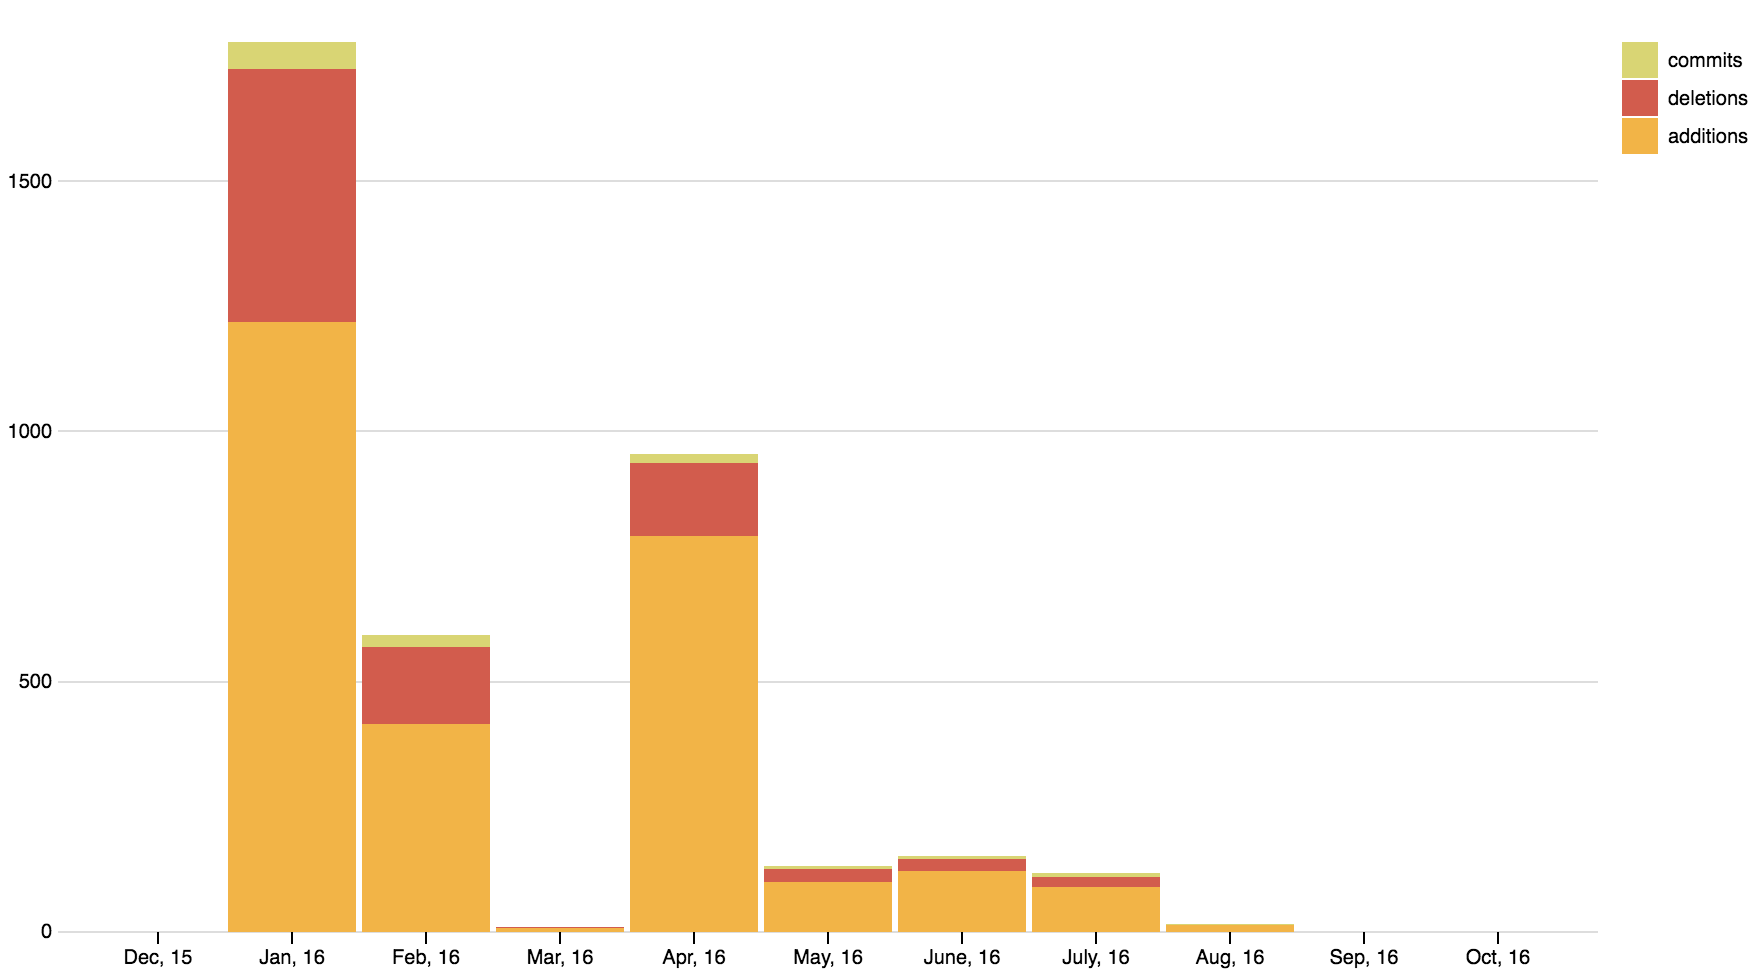 commits
deletions
additions
1500
1000
500
0
Dec, 15 Jan, 16 Feb, 16 Mar, 16 Apr, 16 May, 16 June, 16 July, 16 Aug, 16 Sep, 16 Oct, 16